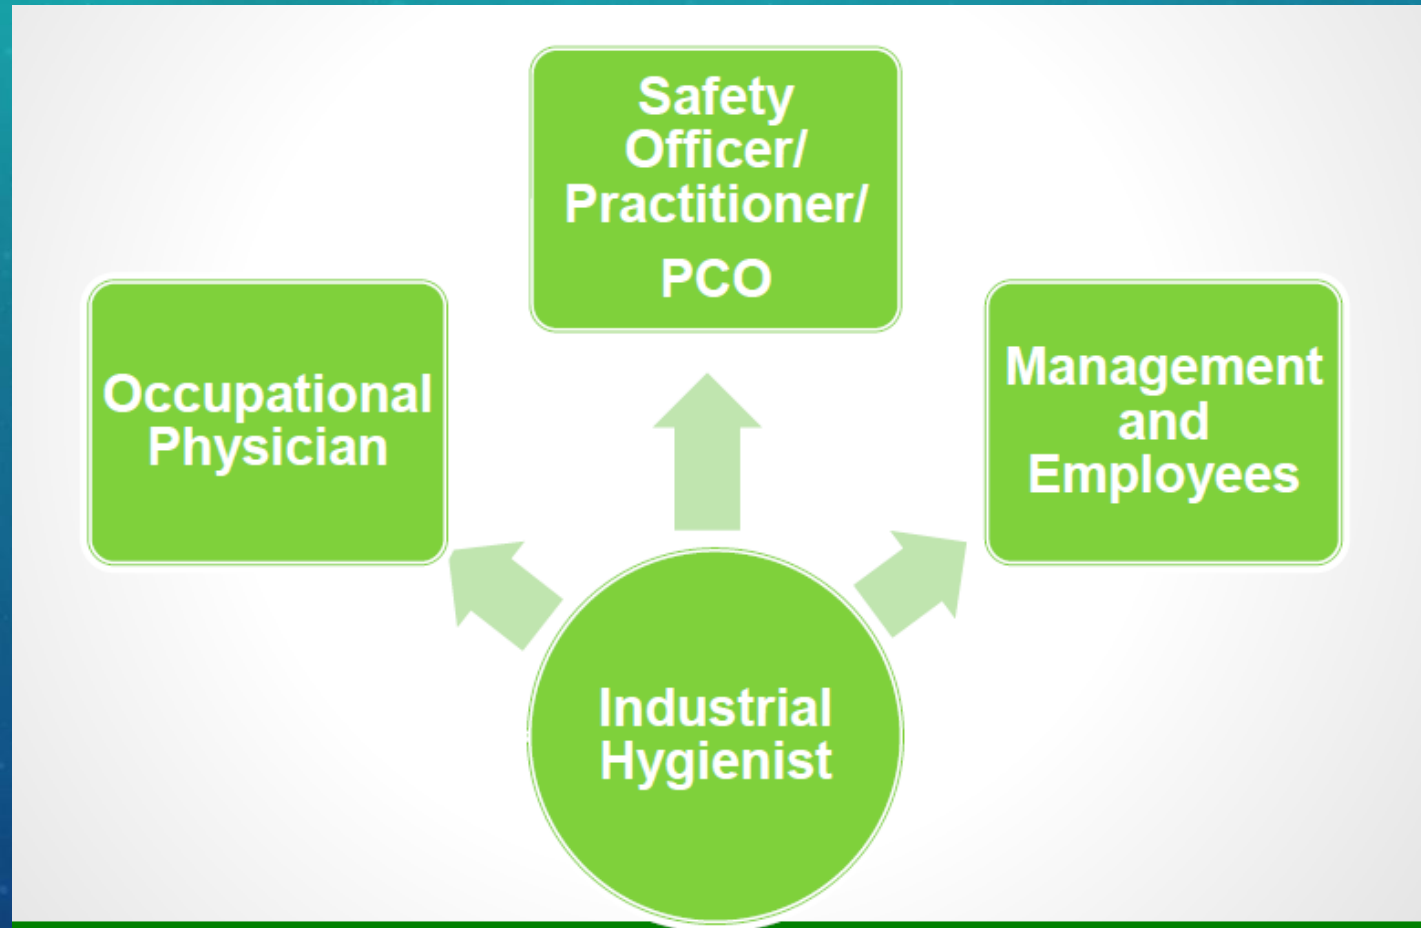 Safety
Officer/
Practitioner/
PCO
Occupational
Physician
Management
and
Employees
Industrial
Hygienist